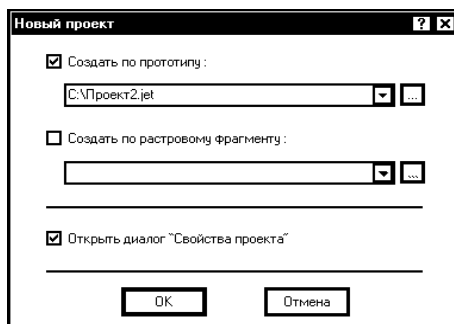 Новый проект
Создать по прототипу :
C:\Проект2.jet
...
Создать по растровому фрагменту :
...
Открыть диалог "Свойства проекта"
OK
Отмена